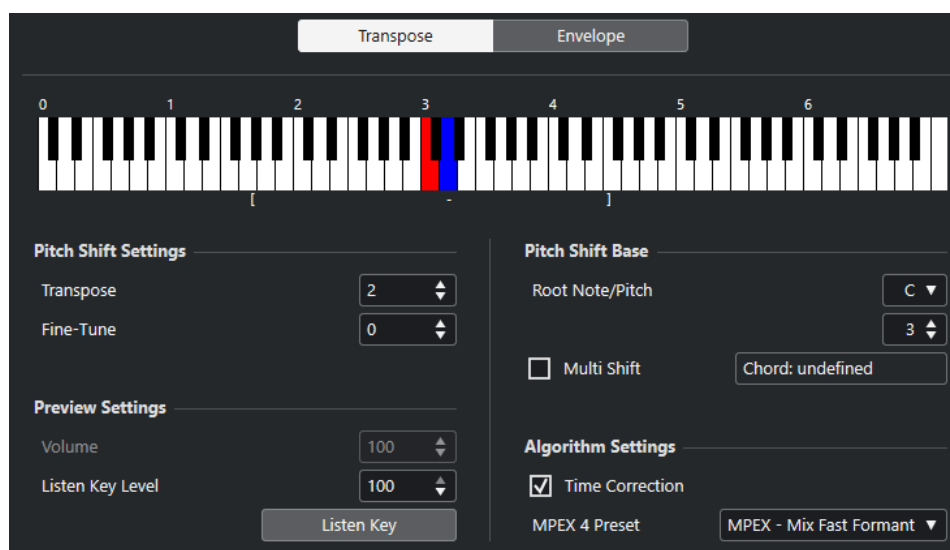 Transpose Envelope
0 1 2 3 4 5 6
[ - ]
Pitch Shift Settings
Transpose 2
Fine-Tune 0
Preview Settings
Volume 100
Listen Key Level 100
Listen Key
Pitch Shift Base
Root Note/Pitch C
3
Multi Shift Chord: undefined
Algorithm Settings
Time Correction
MPEX 4 Preset MPEX - Mix Fast Formant